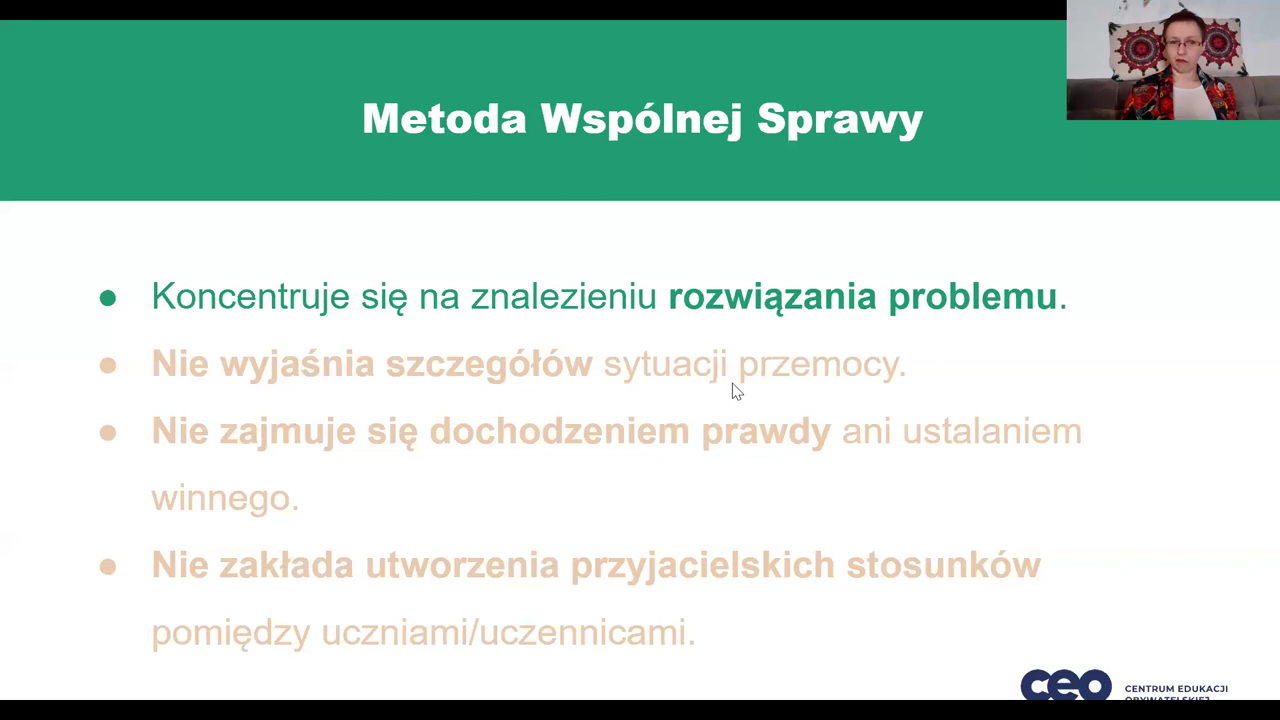 Metoda Wspólnej Sprawy
● Koncentruje się na znalezieniu rozwiązania problemu.
● Nie wyjaśnia szczegółów sytuacji przemocy.
● Nie zajmuje się dochodzeniem prawdy ani ustalaniem
winnego.
● Nie zakłada utworzenia przyjacielskich stosunków
pomiędzy uczniami/uczennicami.
ceo CENTRUM EDUKACJI
OBYWATELSKIEJ